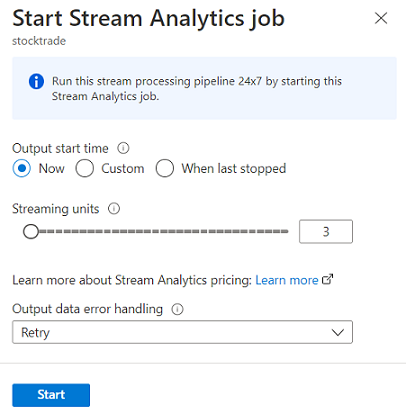 Start Stream Analytics job
stocktrade
Run this stream processing pipeline 24x7 by starting this
Stream Analytics job.
Output start time
Now Custom When last stopped
Streaming units
3
Learn more about Stream Analytics pricing: Learn more
Output data error handling
Retry
Start